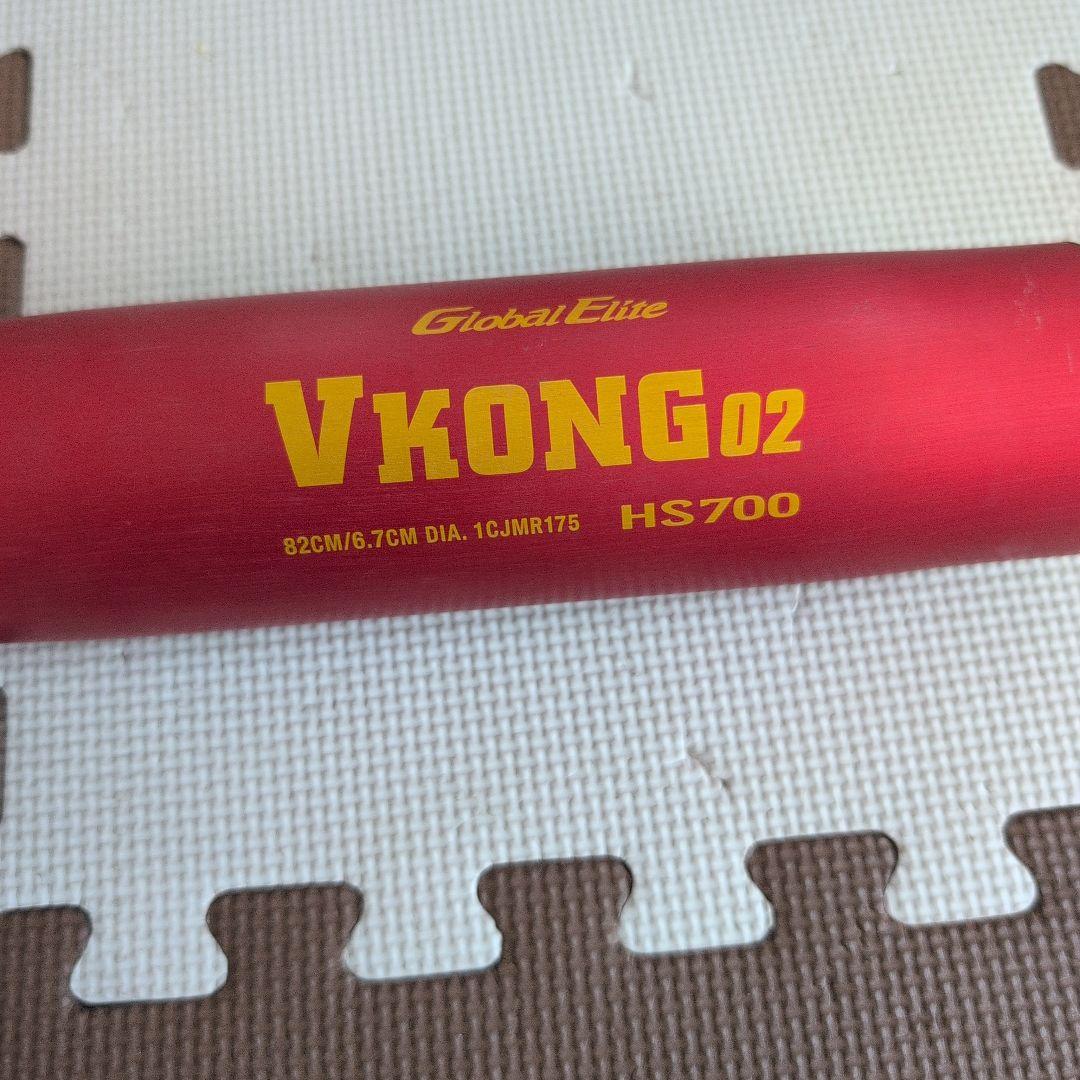 Global Elite
VKONG02
82CM/6.7CM DIA. 1CJMR175 HS700